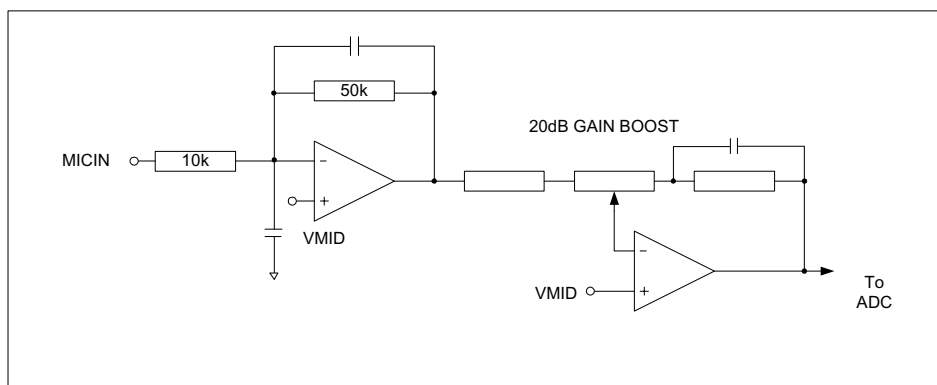 50k
20dB GAIN BOOST
MICIN
10k
−
+
VMID
−
VMID
+
To
ADC